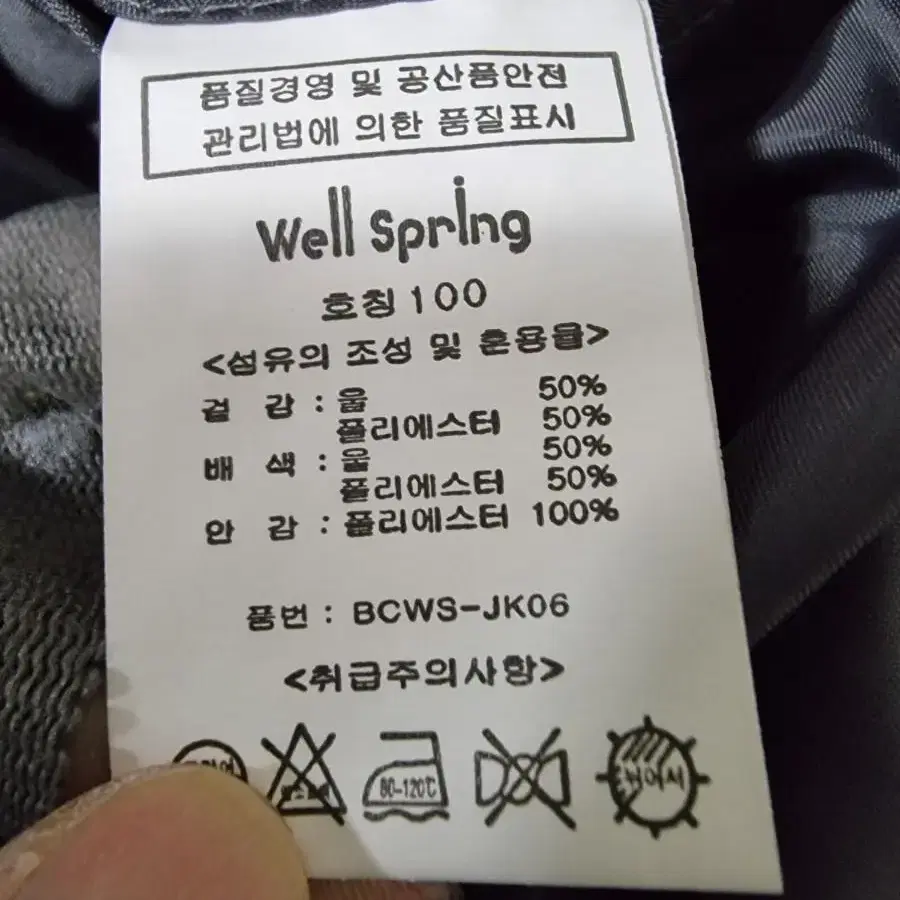 품질경영 및 공산품안전
관리법에 의한 품질표시
Well Spring
호칭 100
<섬유의 조성 및 혼용율>
겉 감 : 울 50%
폴리에스터 50%
배 색 : 울 50%
폴리에스터 50%
안 감 : 폴리에스터 100%
품번 : BCWS-JK06
<취급주의사항>
80-120℃
뉘어서